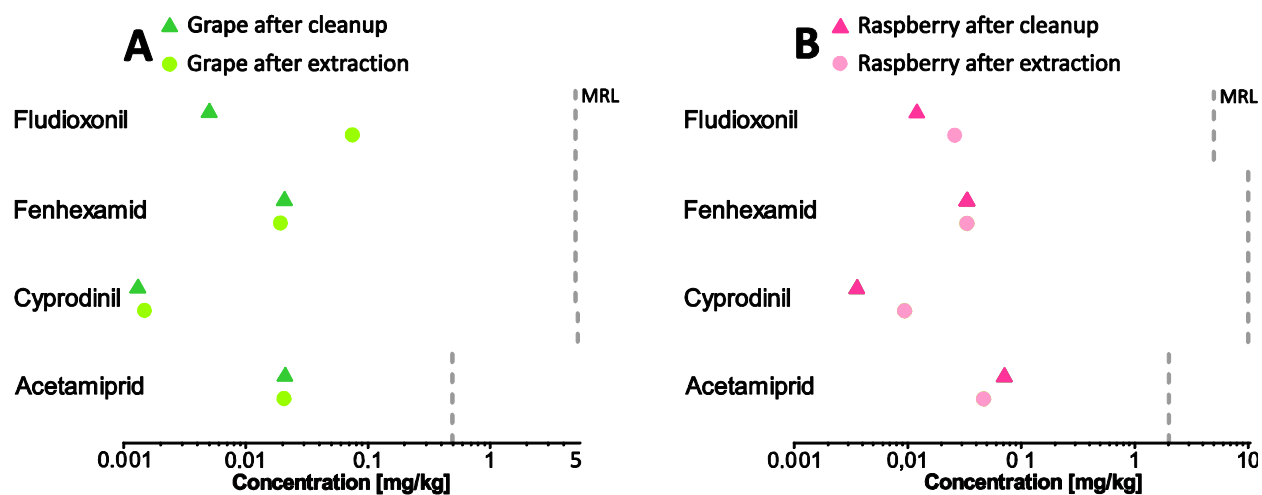 A
Grape after cleanup
Grape after extraction
MRL
Fludioxonil
Fenhexamid
Cyprodinil
Acetamiprid
0.001 0.01 0.1 1 5
Concentration [mg/kg]
B
Raspberry after cleanup
Raspberry after extraction
MRL
Fludioxonil
Fenhexamid
Cyprodinil
Acetamiprid
0.001 0,01 0 1 1 10
Concentration [mg/kg]